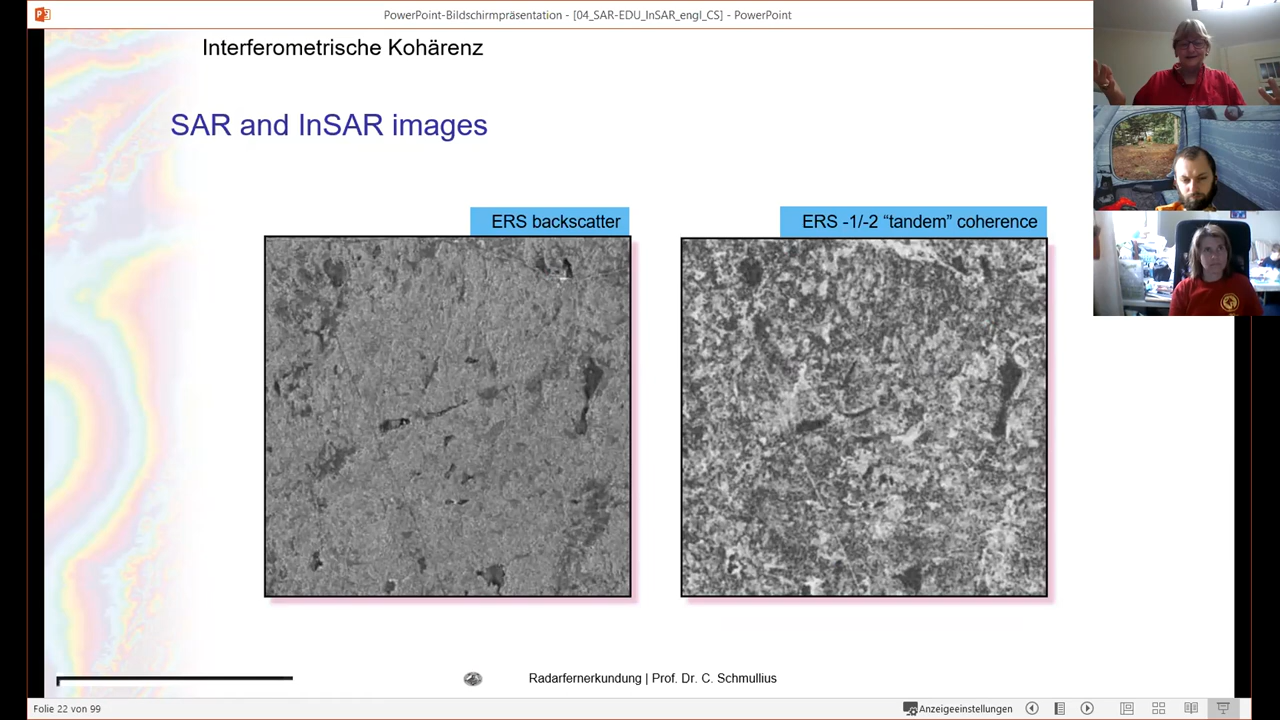 PowerPoint-Bildschirmpräsentation - [04_SAR-EDU_InSAR_engl_CS] - PowerPoint
Interferometrische Kohärenz
SAR and InSAR images
ERS backscatter
ERS -1/-2 “tandem” coherence
Radarfernerkundung | Prof. Dr. C. Schmullius
Folie 22 von 99
Anzeigeeinstellungen